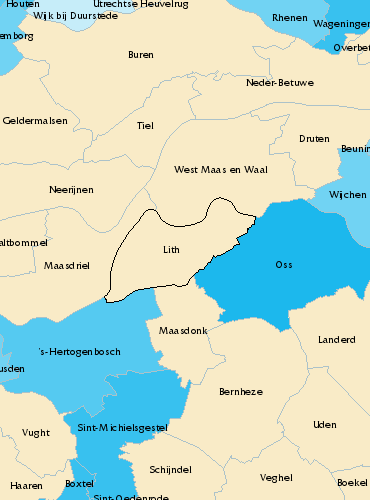 Houten
Utrechtse Heuvelrug
Wijk bij Duurstede
Rhenen
Wageningen
emborg
Overbet
Buren
Neder-Betuwe
Geldermalsen
Tiel
Druten
Beunin
West Maas en Waal
Neerijnen
Wijchen
altbommel
Lith
Maasdriel
Oss
Maasdonk
Landerd
's-Hertogenbosch
usden
Bernheze
Sint-Michielsgestel
Uden
Vught
Schijndel
Veghel
Haaren
Boxtel
Boekel
Sint-Oedenrode